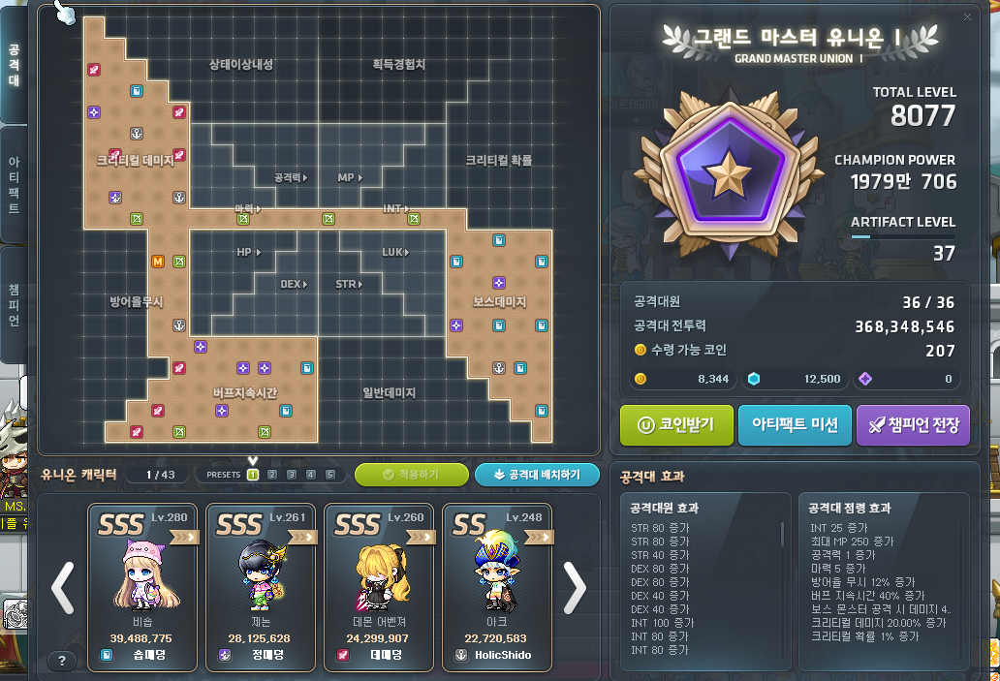 공격대
아티팩트
챔피언
상태이상내성
획득경험치
크리티컬 데미지
크리티컬 확률
공격력
MP
마력
INT
HP
LUK
DEX
STR
방어율무시
보스데미지
버프지속시간
일반데미지
M
그랜드 마스터 유니온 I
GRAND MASTER UNION I
TOTAL LEVEL
8077
CHAMPION POWER
1979만 706
ARTIFACT LEVEL
37
공격대원 36 / 36
공격대 전투력 368,348,546
수령 가능 코인 207
8,344 12,500 0
코인받기 아티팩트 미션 챔피언 전장
유니온 캐릭터 1 / 43 PRESETS 1 2 3 4 5 적용하기 공격대 배치하기
SSS Lv.280
비숍
39,488,775
숍메덩
SSS Lv.261
제논
28,125,628
정메덩
SSS Lv.260
데몬 어벤져
24,299,907
데메덩
SS Lv.248
아크
22,720,583
HolicShido
?
MS.
공격대 효과
공격대원 효과
STR 80 증가
STR 80 증가
STR 40 증가
DEX 80 증가
DEX 80 증가
DEX 40 증가
DEX 40 증가
INT 100 증가
INT 80 증가
INT 80 증가
공격대 점령 효과
INT 25 증가
최대 MP 250 증가
공격력 1 증가
마력 5 증가
방어율 무시 12% 증가
버프 지속시간 40% 증가
보스 몬스터 공격 시 데미지 4..
크리티컬 데미지 20.00% 증가
크리티컬 확률 1% 증가